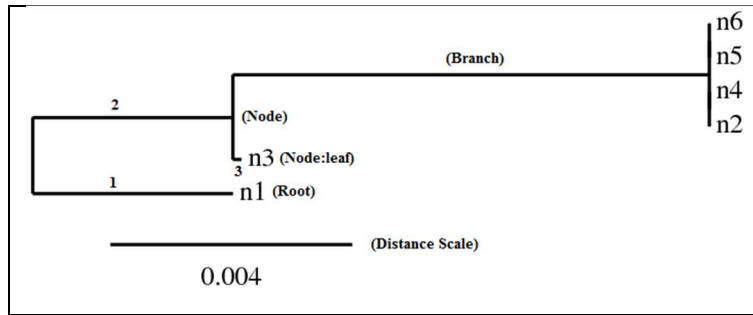 n6
(Branch)
n5
n4
2
(Node)
n2
n3 (Node:leaf)
3
1
n1 (Root)
(Distance Scale)
0.004